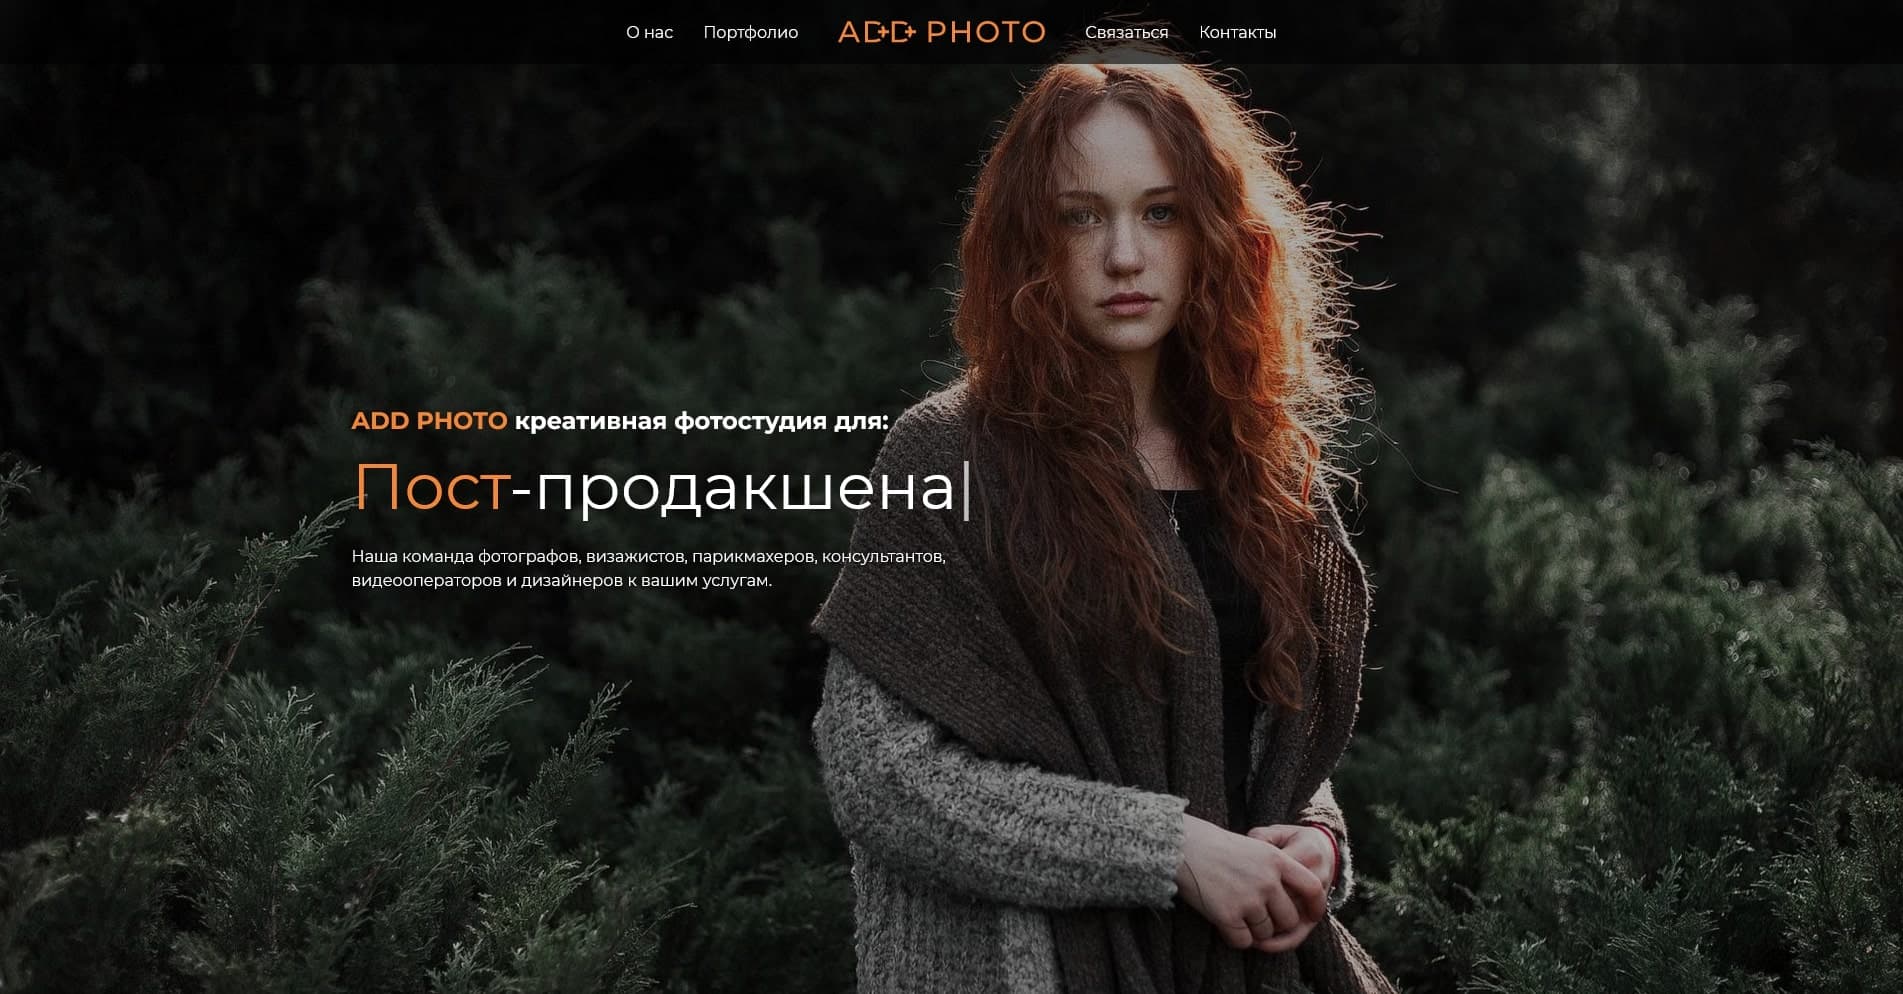 О нас Портфолио ADD PHOTO Связаться Контакты
ADD PHOTO креативная фотостудия для:
Пост-продакшена|
Наша команда фотографов, визажистов, парикмахеров, консультантов,
видеооператоров и дизайнеров к вашим услугам.